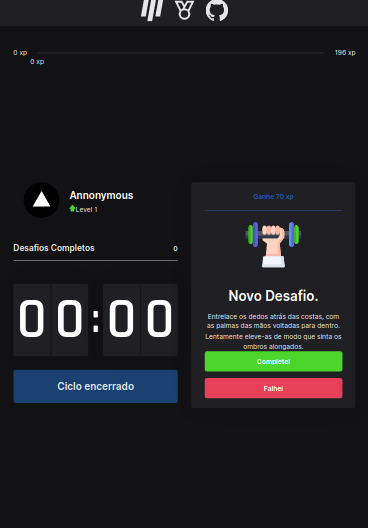 0 xp
196 xp
0 xp
Annonymous
Level 1
Desafios Completos
0
00:00
Ciclo encerrado
Ganhe 70 xp
Novo Desafio.
Entrelace os dedos atrás das costas, com
as palmas das mãos voltadas para dentro.
Lentamente eleve-as de modo que sinta os
ombros alongados.
Completei
Falhei